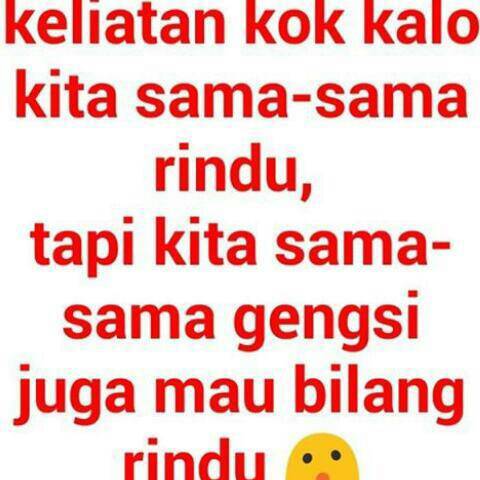 keliatan kok kalo
kita sama-sama
rindu,
tapi kita sama-
sama gengsi
juga mau bilang
rindu